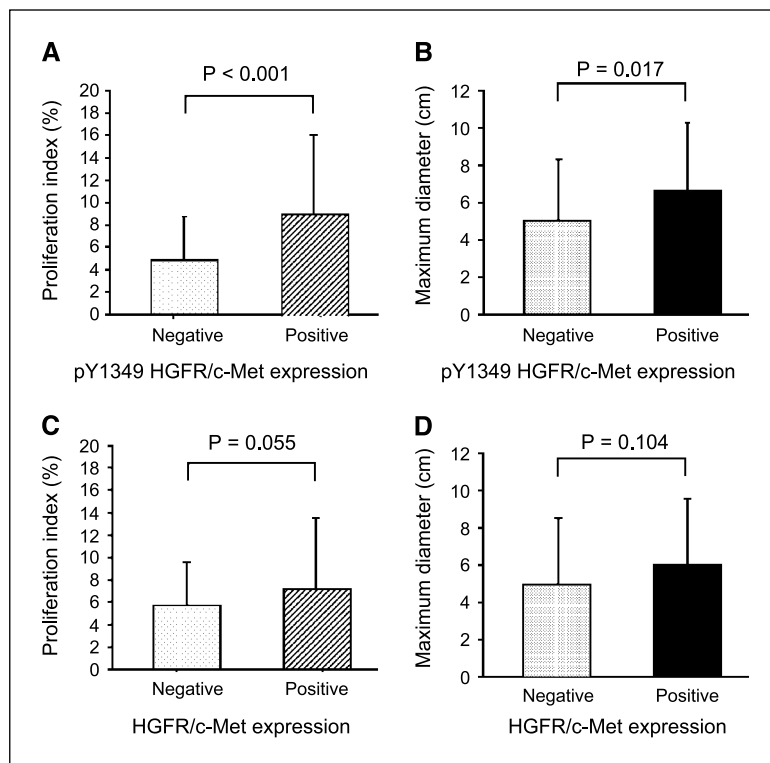 A
P < 0.001
Proliferation index (%)
20
18
16
14
12
10
8
6
4
2
0
Negative Positive
pY1349 HGFR/c-Met expression
B
P = 0.017
Maximum diameter (cm)
12
10
8
6
4
2
0
Negative Positive
pY1349 HGFR/c-Met expression
C
P = 0.055
Proliferation index (%)
20
18
16
14
12
10
8
6
4
2
0
Negative Positive
HGFR/c-Met expression
D
P = 0.104
Maximum diameter (cm)
12
10
8
6
4
2
0
Negative Positive
HGFR/c-Met expression